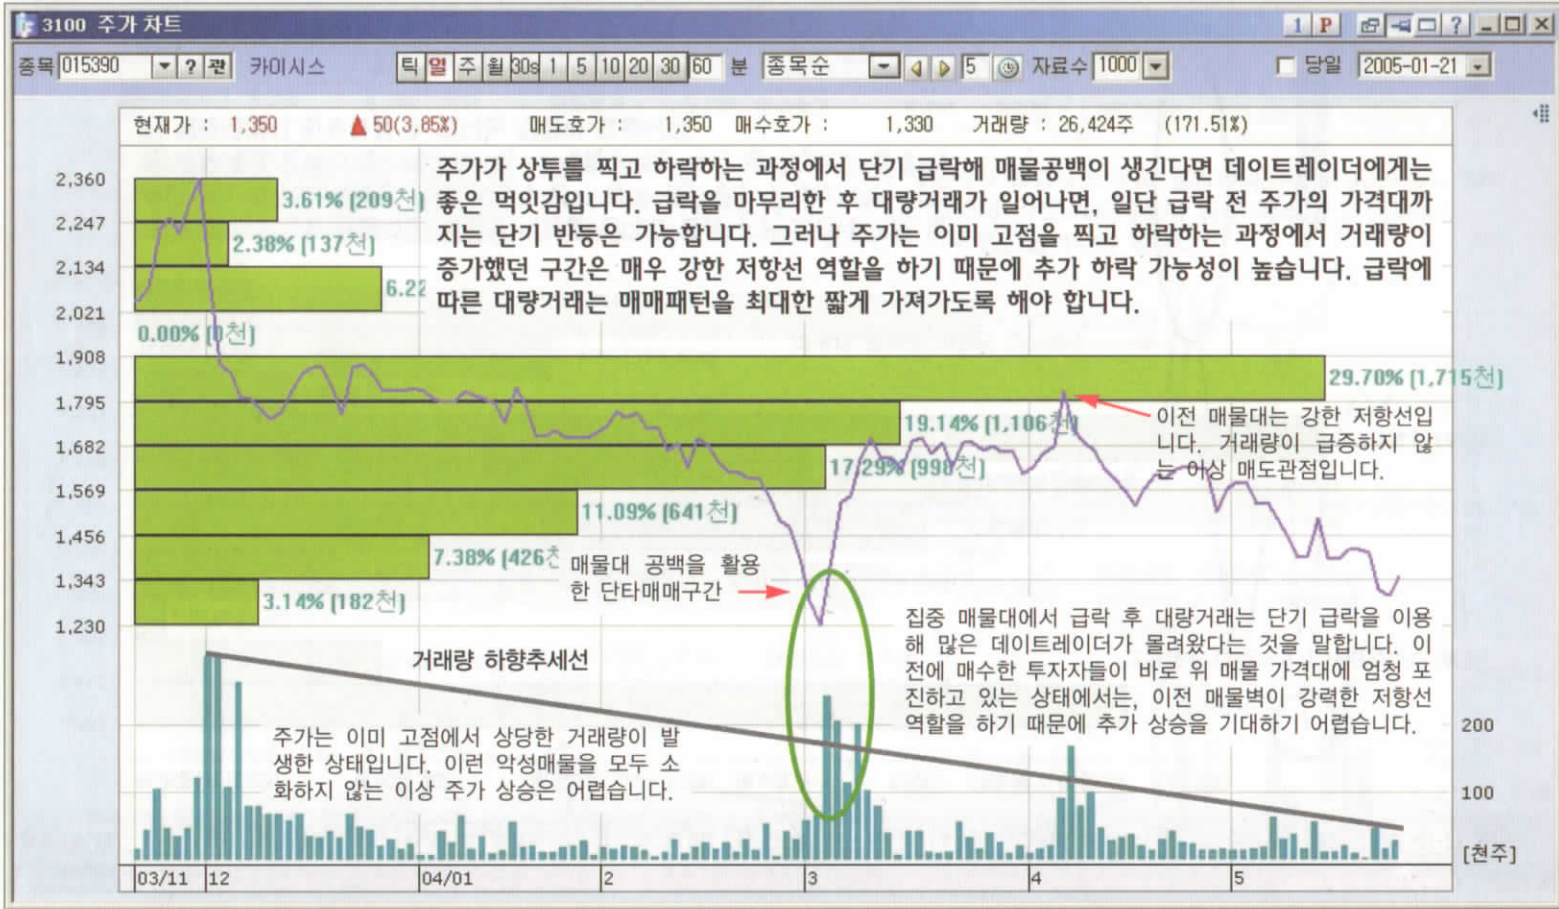 3100 주가 차트
1 P
?
종목 015390 ? 관 카이시스 틱 일 주 월 30s 1 5 10 20 30 60 분 종목순 5 자료수 1000 당일 2005-01-21
현재가 : 1,350 ▲ 50(3,85%) 매도호가 : 1,350 매수호가 : 1,330 거래량 : 26,424주 (171.51%)
주가가 상투를 찍고 하락하는 과정에서 단기 급락해 매물공백이 생긴다면 데이트레이더에게는
좋은 먹잇감입니다. 급락을 마무리한 후 대량거래가 일어나면, 일단 급락 전 주가의 가격대까
지는 단기 반등은 가능합니다. 그러나 주가는 이미 고점을 찍고 하락하는 과정에서 거래량이
증가했던 구간은 매우 강한 저항선 역할을 하기 때문에 추가 하락 가능성이 높습니다. 급락에
따른 대량거래는 매매패턴을 최대한 짧게 가져가도록 해야 합니다.
2,360
3.61% (209천)
2,247
2.38% (137천)
2,134
6.22
2,021
0.00% (0천)
1,908
29.70% (1,715천)
1,795
19.14% (1,106천)
이전 매물대는 강한 저항선입
니다. 거래량이 급증하지 않
는 이상 매도관점입니다.
1,682
17.29% (998천)
1,569
11.09% (641천)
1,456
7.38% (426천
매물대 공백을 활용
한 단타매매구간
1,343
3.14% (182천)
1,230
집중 매물대에서 급락 후 대량거래는 단기 급락을 이용
해 많은 데이트레이더가 몰려왔다는 것을 말합니다. 이
전에 매수한 투자자들이 바로 위 매물 가격대에 엄청 포
진하고 있는 상태에서는, 이전 매물벽이 강력한 저항선
역할을 하기 때문에 추가 상승을 기대하기 어렵습니다.
거래량 하향추세선
주가는 이미 고점에서 상당한 거래량이 발
생한 상태입니다. 이런 악성매물을 모두 소
화하지 않는 이상 주가 상승은 어렵습니다.
200
100
[천주]
03/11 12 04/01 2 3 4 5